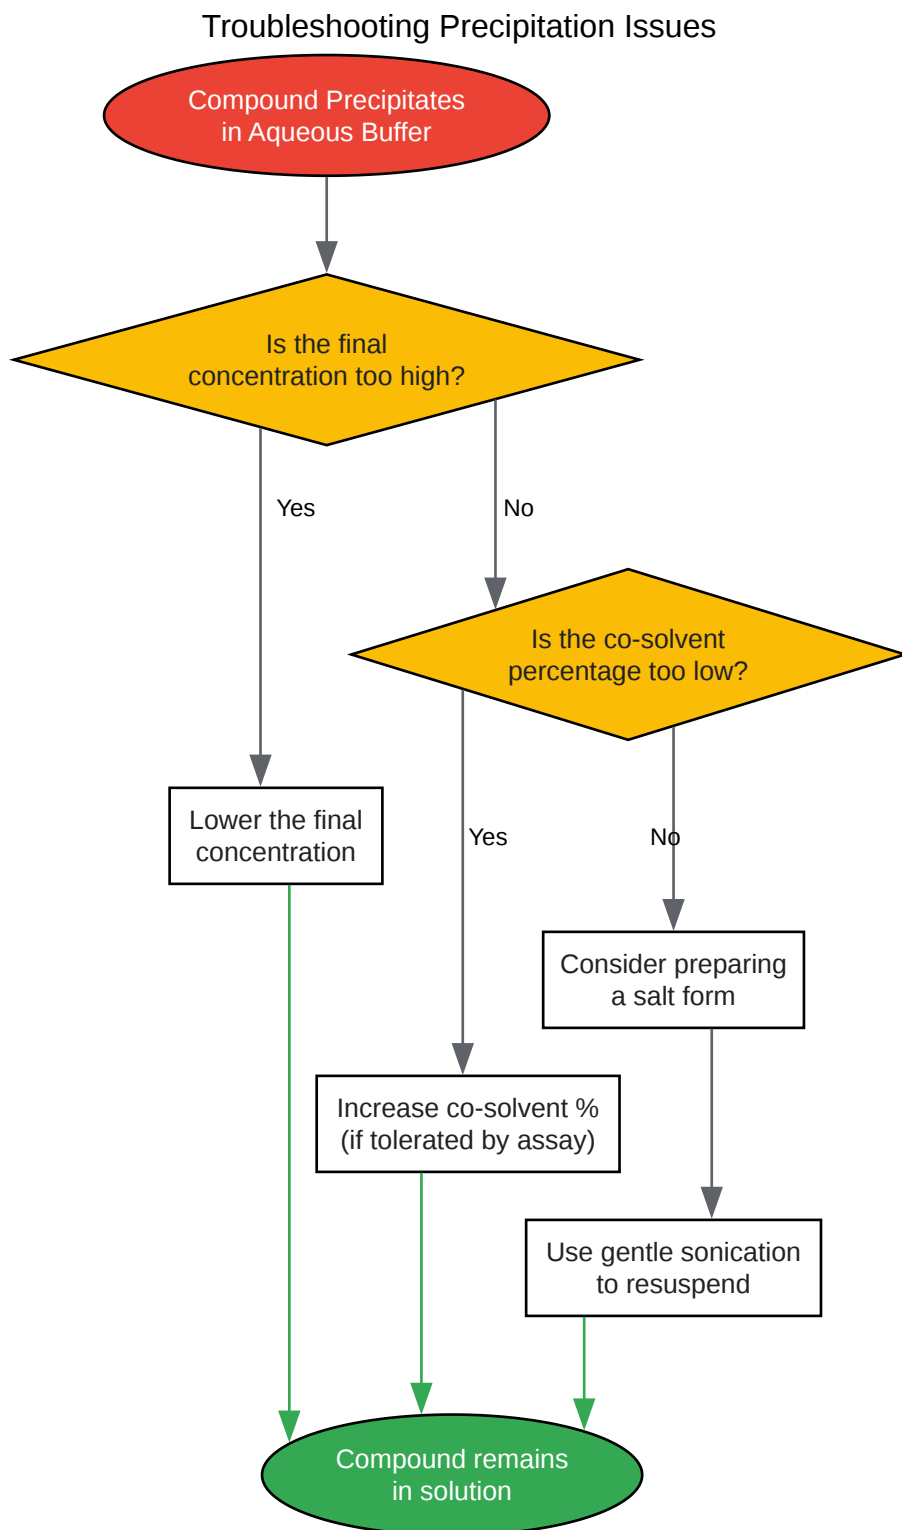 Troubleshooting Precipitation Issues
Compound Precipitates
in Aqueous Buffer
Is the final
concentration too high?
Yes
No
Is the co-solvent
percentage too low?
Lower the final
concentration
Yes
No
Consider preparing
a salt form
Increase co-solvent %
(if tolerated by assay)
Use gentle sonication
to resuspend
Compound remains
in solution